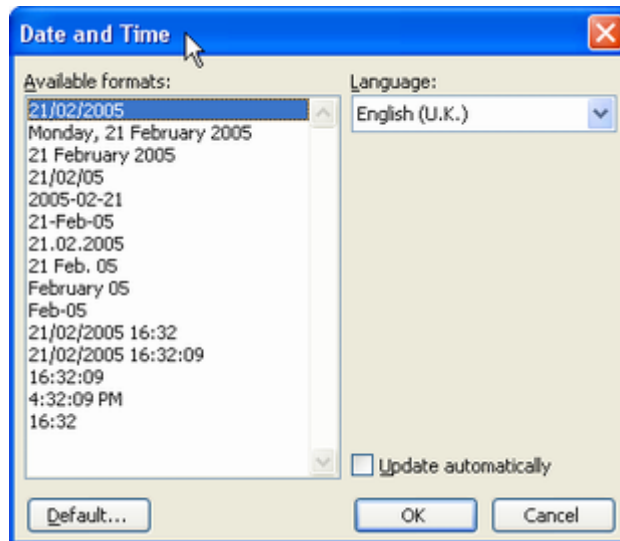 Date and Time
Available formats:
21/02/2005
Monday, 21 February 2005
21 February 2005
21/02/05
2005-02-21
21-Feb-05
21.02.2005
21 Feb. 05
February 05
Feb-05
21/02/2005 16:32
21/02/2005 16:32:09
16:32:09
4:32:09 PM
16:32
Language:
English (U.K.)
Update automatically
Default...
OK
Cancel